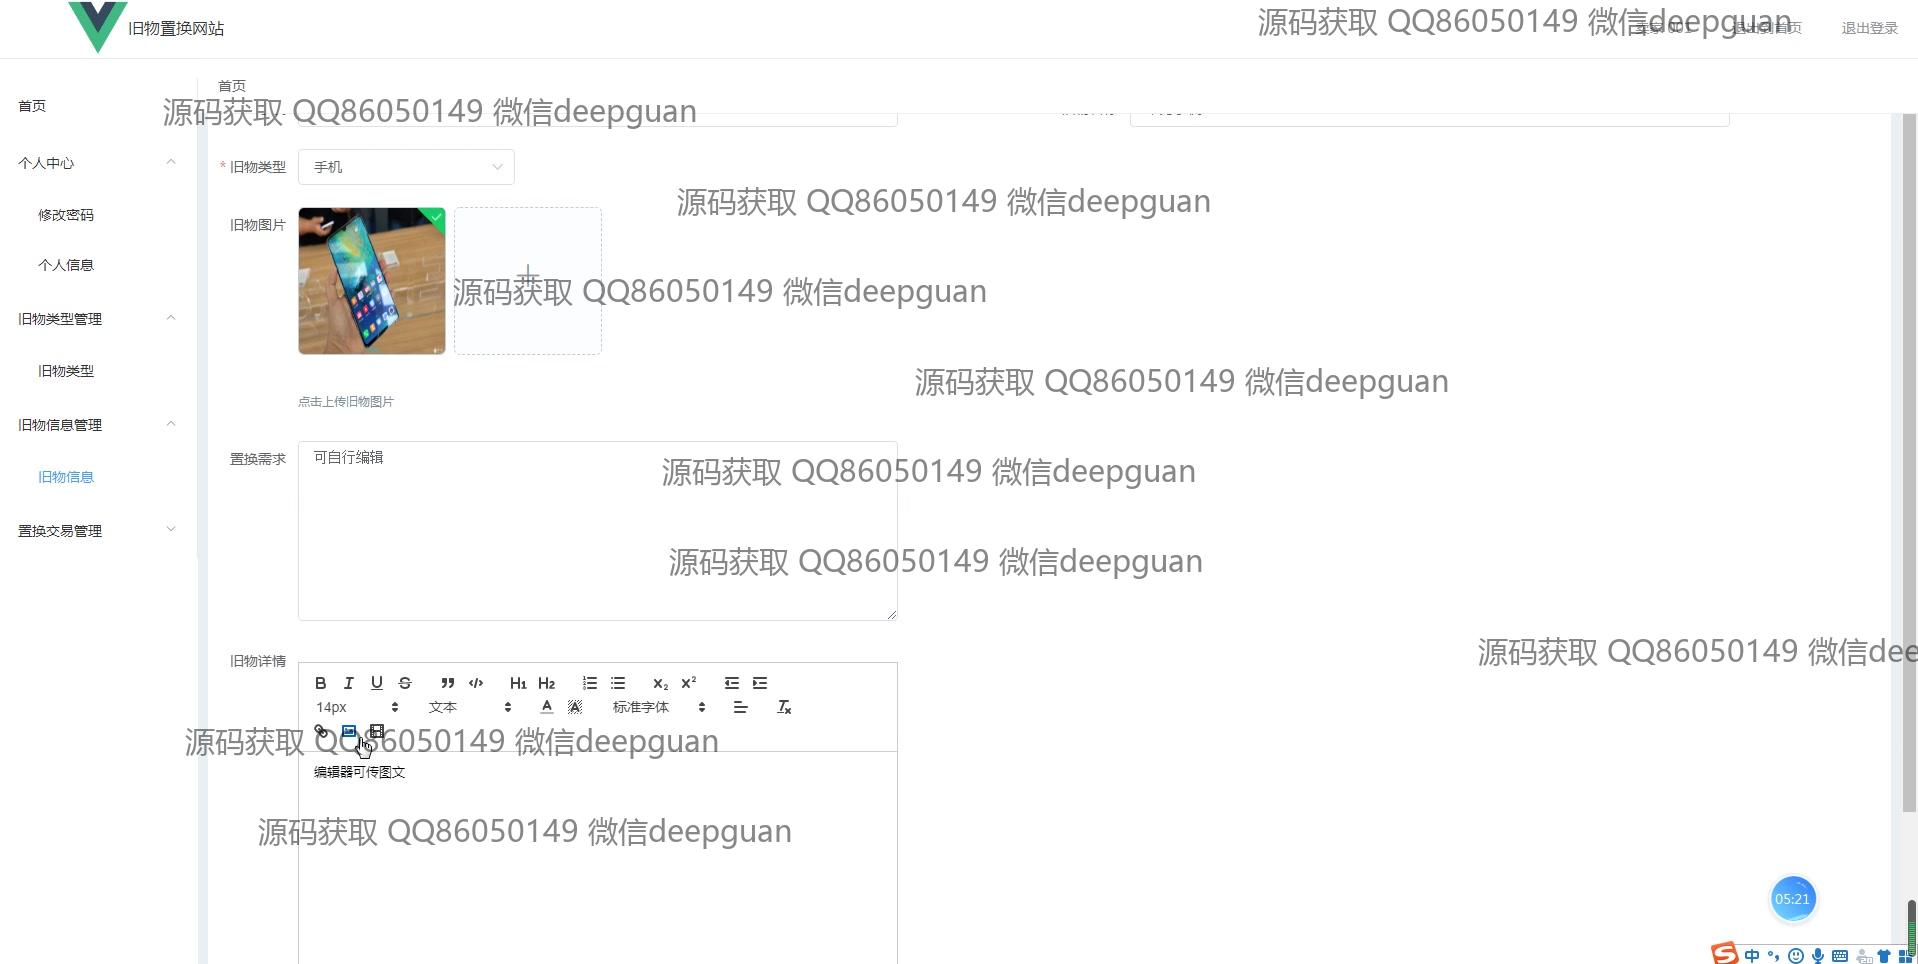 旧物置换网站
源码获取 QQ86050149 微信deepguan
卖家001
退出到首页
退出登录
首页
首页
源码获取 QQ86050149 微信deepguan
个人中心
* 旧物类型
手机
修改密码
源码获取 QQ86050149 微信deepguan
旧物图片
个人信息
源码获取 QQ86050149 微信deepguan
旧物类型管理
旧物类型
源码获取 QQ86050149 微信deepguan
点击上传旧物图片
旧物信息管理
置换需求
可自行编辑
源码获取 QQ86050149 微信deepguan
旧物信息
置换交易管理
源码获取 QQ86050149 微信deepguan
源码获取 QQ86050149 微信dee
旧物详情
B I U S H1 H2 X2 X2
14px 文本 A A 标准字体 Tx
源码获取 QQ86050149 微信deepguan
编辑器可传图文
源码获取 QQ86050149 微信deepguan
05:21
S 中